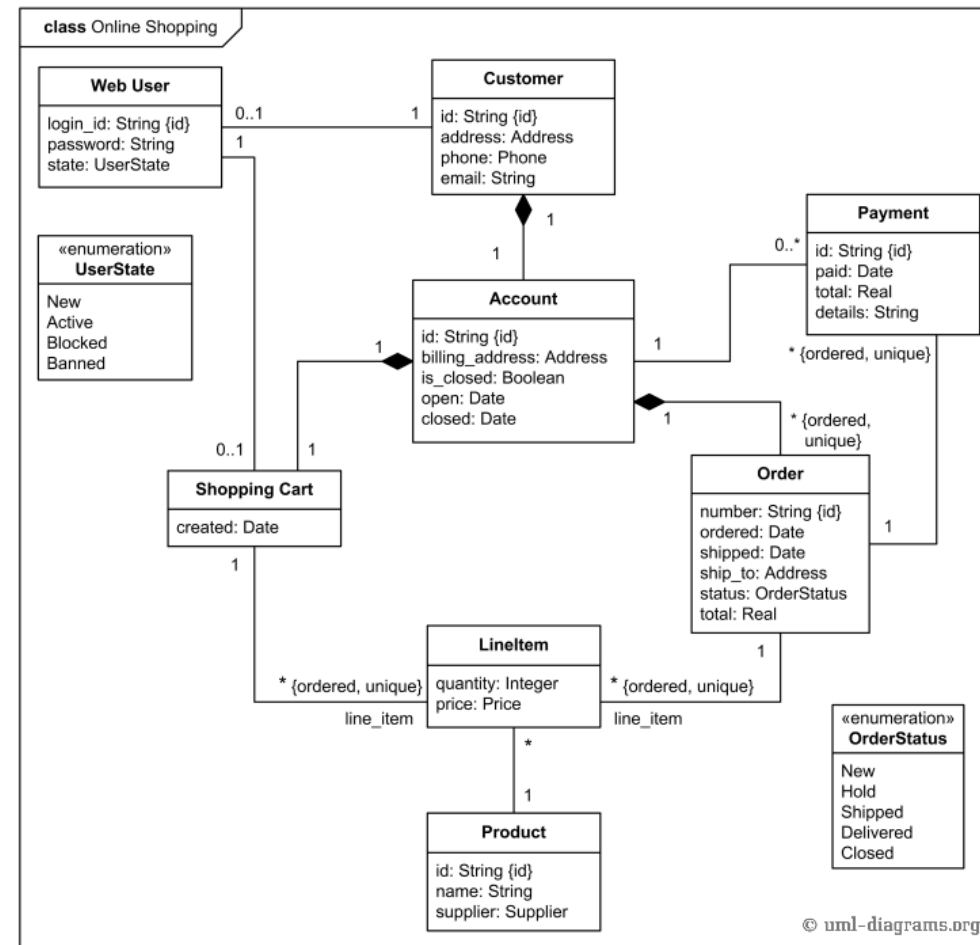 class Online Shopping
Web User
login_id: String {id}
password: String
state: UserState
0..1
1
1
Customer
id: String {id}
address: Address
phone: Phone
email: String
1
1
«enumeration»
UserState
New
Active
Blocked
Banned
Payment
id: String {id}
paid: Date
total: Real
details: String
0..*
1
* {ordered, unique}
Account
id: String {id}
billing_address: Address
is_closed: Boolean
open: Date
closed: Date
1
1
* {ordered,
unique}
0..1
1
Shopping Cart
created: Date
1
Order
number: String {id}
ordered: Date
shipped: Date
ship_to: Address
status: OrderStatus
total: Real
1
1
LineItem
quantity: Integer
price: Price
* {ordered, unique}
line_item
* {ordered, unique}
line_item
*
1
Product
id: String {id}
name: String
supplier: Supplier
«enumeration»
OrderStatus
New
Hold
Shipped
Delivered
Closed
© uml-diagrams.org